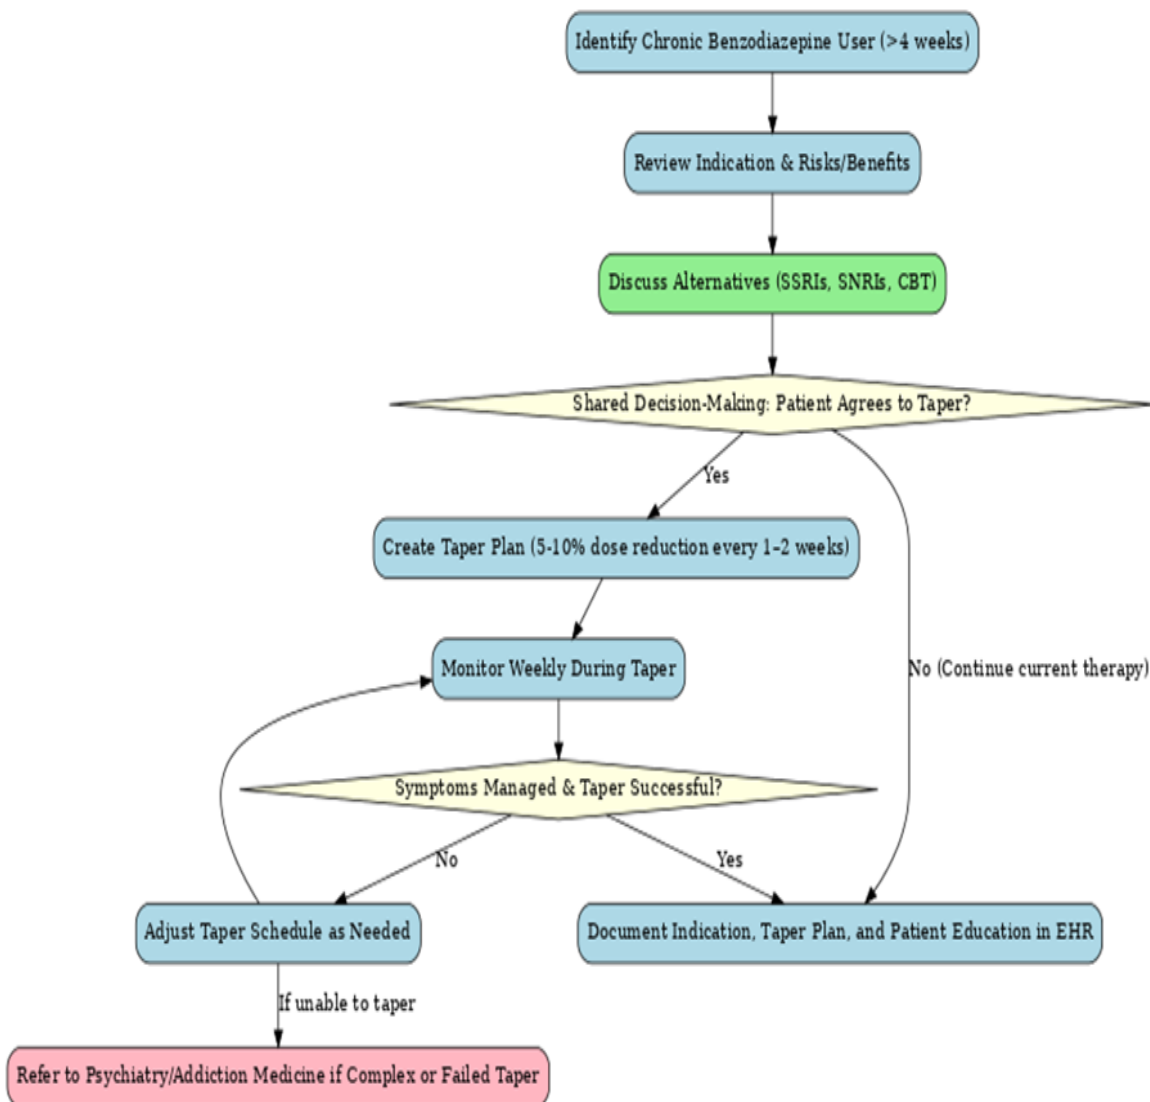 Identify Chronic Benzodiazepine User (>4 weeks)
Review Indication & Risks/Benefits
Discuss Alternatives (SSRIs, SNRIs, CBT)
Shared Decision-Making: Patient Agrees to Taper?
Yes
Create Taper Plan (5-10% dose reduction every 1–2 weeks)
Monitor Weekly During Taper
No (Continue current therapy)
Symptoms Managed & Taper Successful?
No
Yes
Adjust Taper Schedule as Needed
Document Indication, Taper Plan, and Patient Education in EHR
If unable to taper
Refer to Psychiatry/Addiction Medicine if Complex or Failed Taper